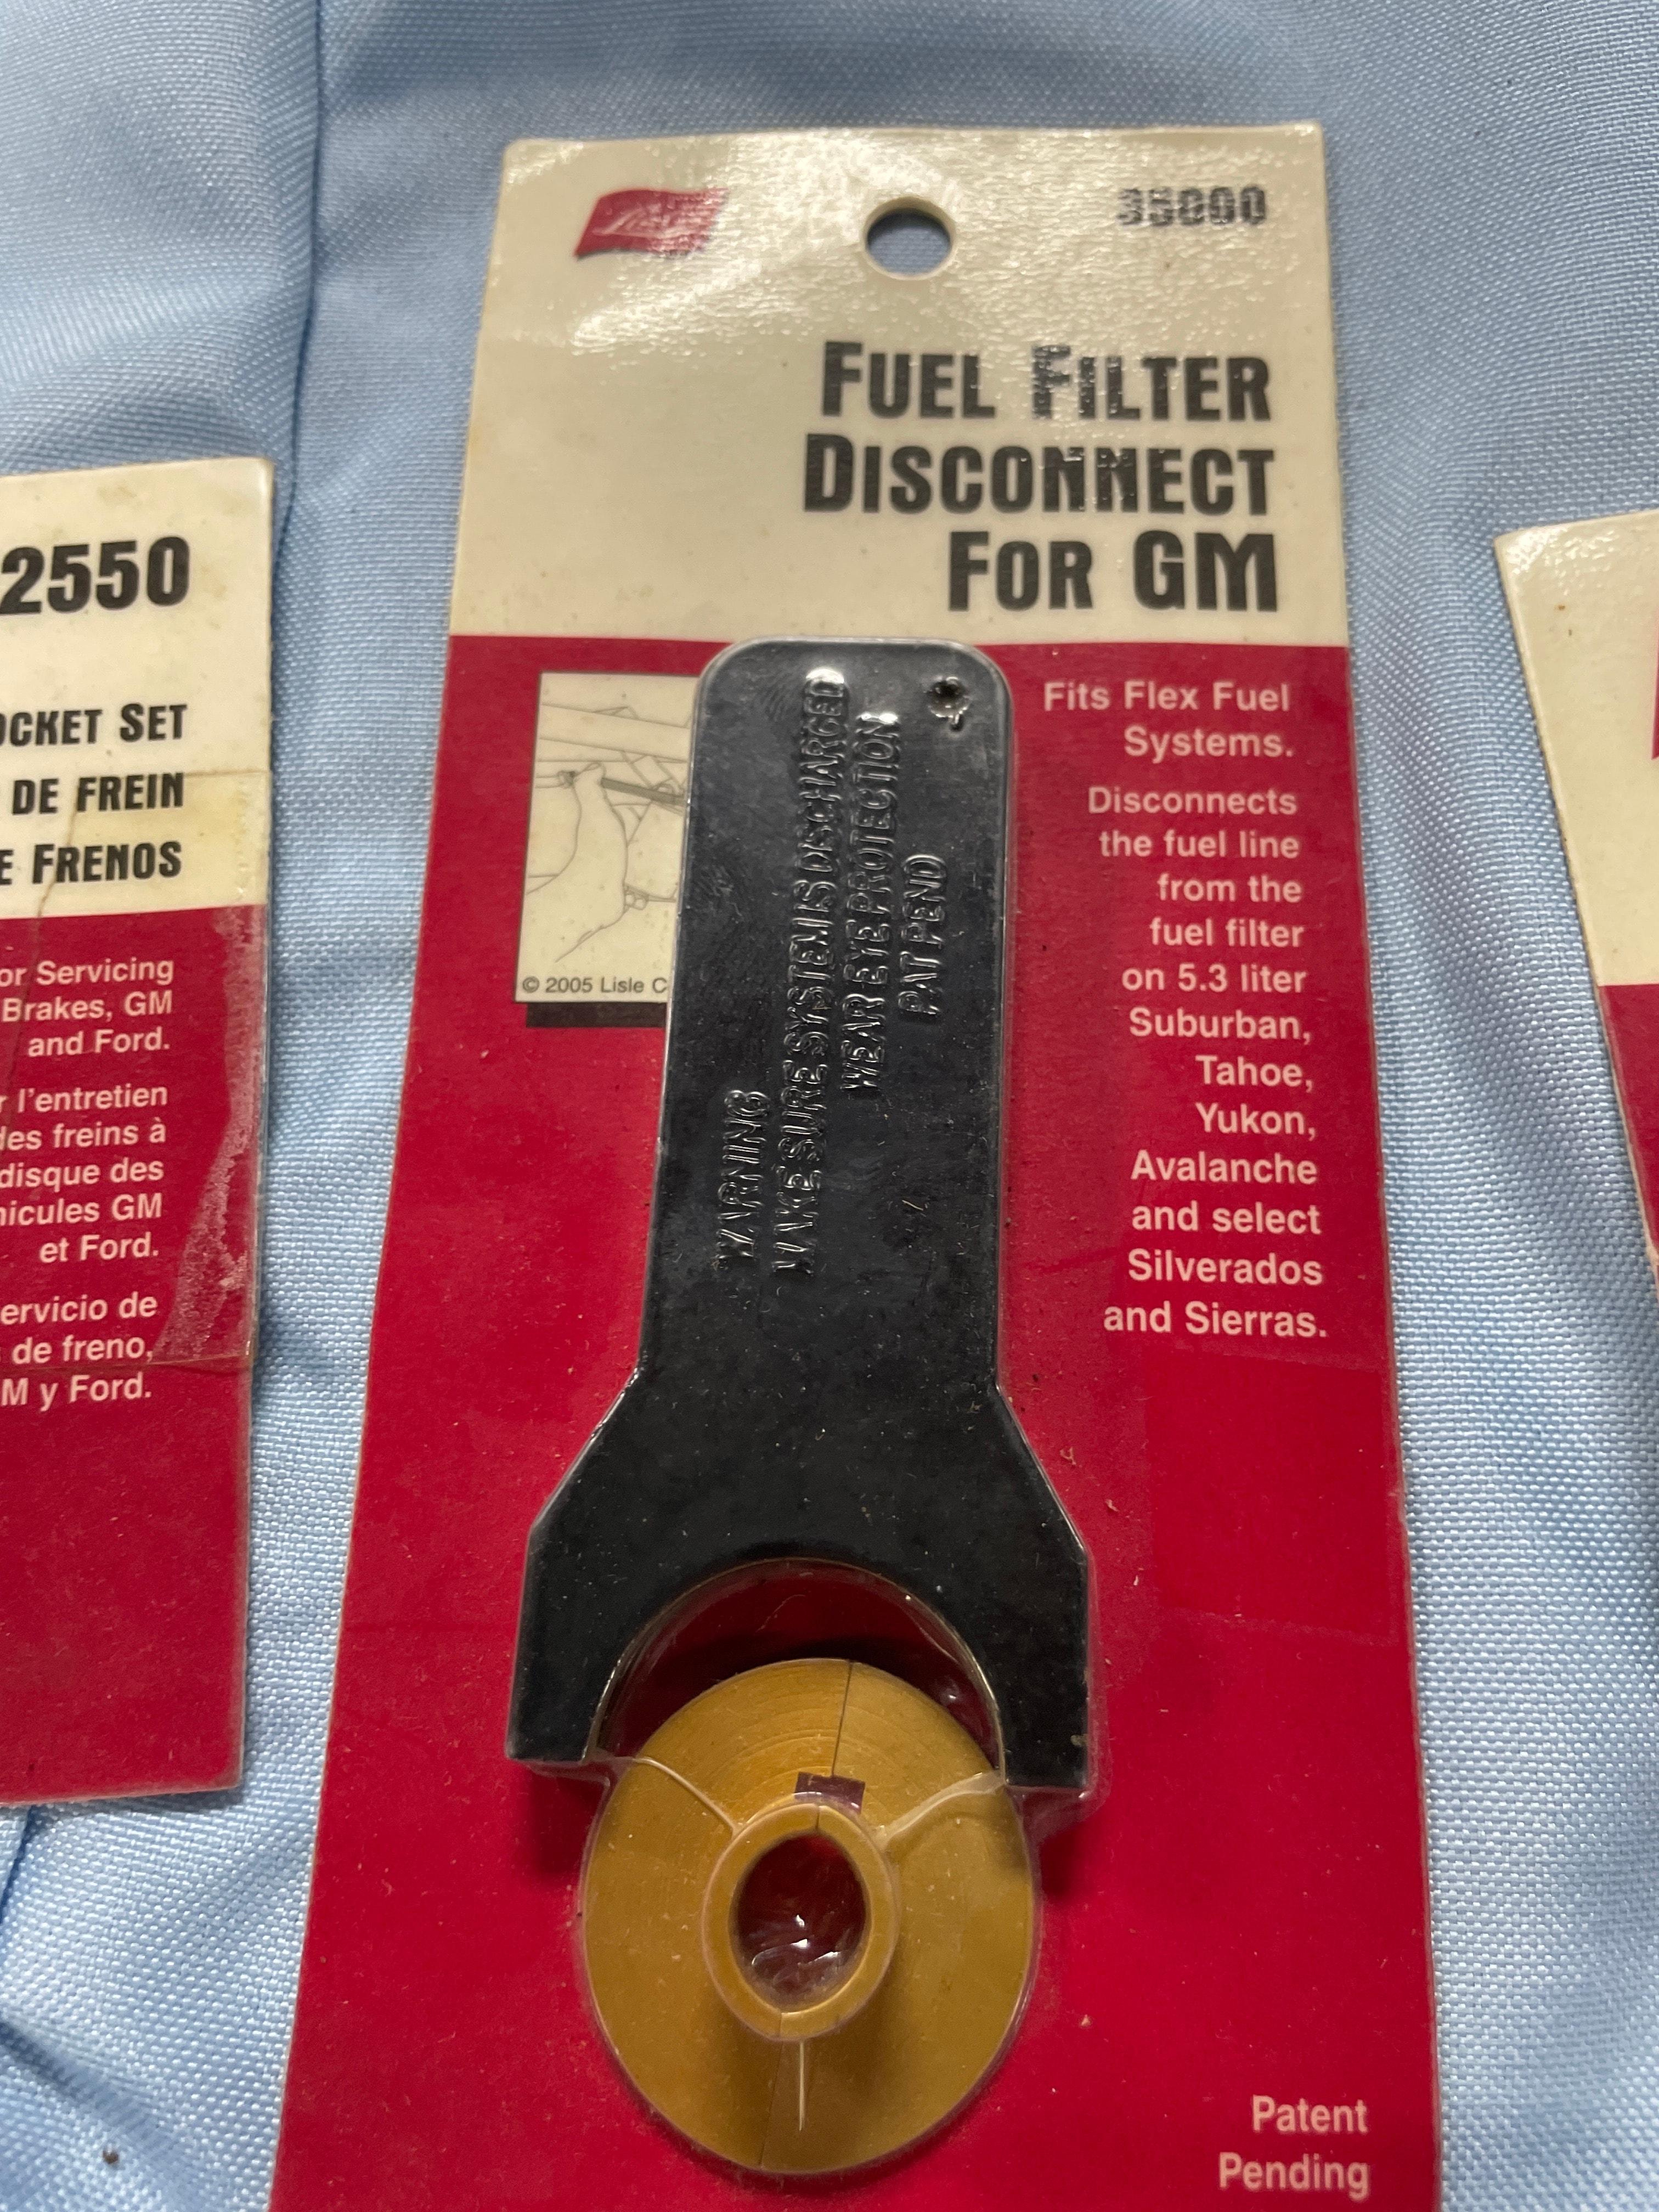 2550
OCKET SET
DE FREIN
E FRENOS
or Servicing
Brakes, GM
and Ford.
r l'entretien
des freins à
disque des
hicules GM
et Ford.
ervicio de
de freno,
M y Ford.
Lisle
35000
FUEL FILTER
DISCONNECT
FOR GM
Fits Flex Fuel
Systems.
Disconnects
the fuel line
from the
fuel filter
on 5.3 liter
Suburban,
Tahoe,
Yukon,
Avalanche
and select
Silverados
and Sierras.
© 2005 Lisle C
WARNING
MAKE SURE SYSTEM IS DISCHARGED
WEAR EYE PROTECTION
PAT PEND
Patent
Pending